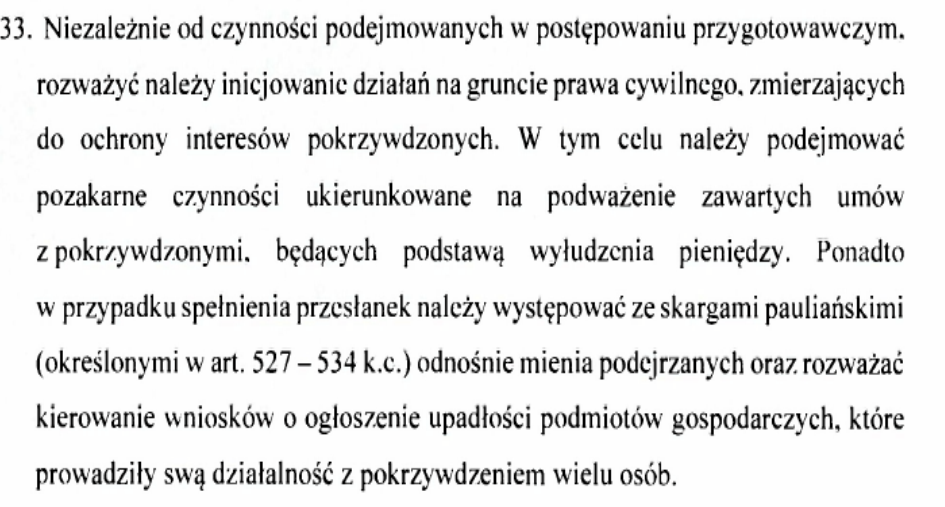 33. Niezależnie od czynności podejmowanych w postępowaniu przygotowawczym,
rozważyć należy inicjowanie działań na gruncie prawa cywilnego, zmierzających
do ochrony interesów pokrzywdzonych. W tym celu należy podejmować
pozakarne czynności ukierunkowane na podważenie zawartych umów
z pokrzywdzonymi, będących podstawą wyłudzenia pieniędzy. Ponadto
w przypadku spełnienia przesłanek należy występować ze skargami pauliańskimi
(określonymi w art. 527 – 534 k.c.) odnośnie mienia podejrzanych oraz rozważać
kierowanie wniosków o ogłoszenie upadłości podmiotów gospodarczych, które
prowadziły swą działalność z pokrzywdzeniem wielu osób.